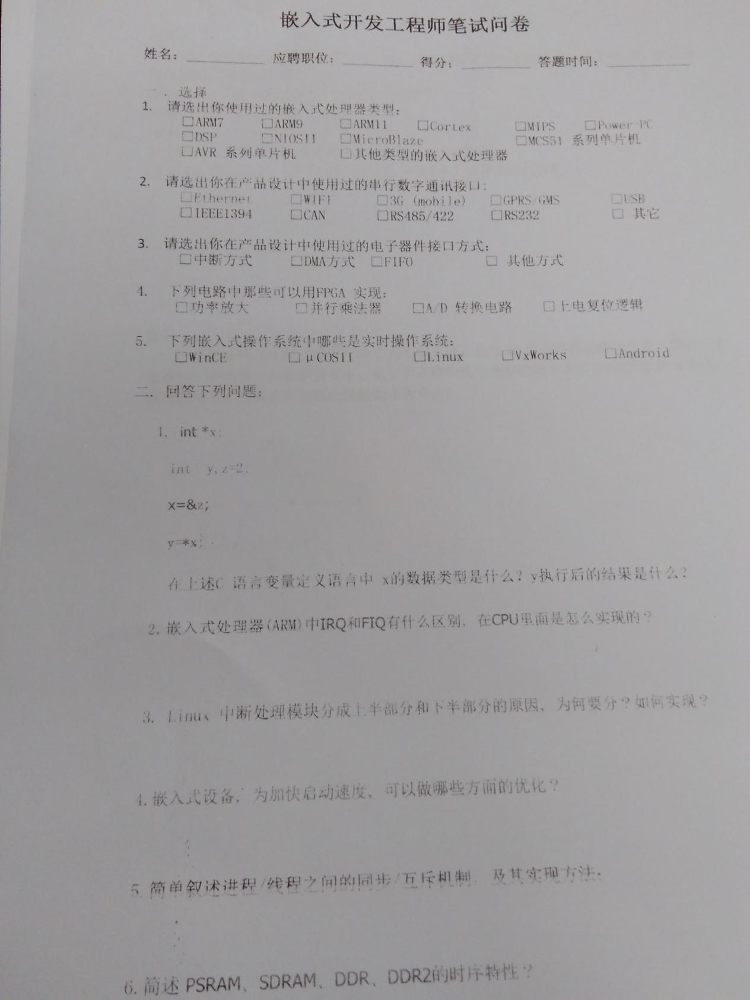 嵌入式开发工程师笔试问卷
姓名：__________ 应聘职位：__________ 得分：__________ 答题时间：__________
一．选择
1. 请选出你使用过的嵌入式处理器类型：
□ARM7 □ARM9 □ARM11 □Cortex □MIPS □Power-PC
□DSP □NIOSII □MicroBlaze □MCS51 系列单片机
□AVR 系列单片机 □其他类型的嵌入式处理器
2. 请选出你在产品设计中使用过的串行数字通讯接口：
□Ethernet □WIFI □3G (mobile) □GPRS/GMS □USB
□IEEE1394 □CAN □RS485/422 □RS232 □ 其它
3. 请选出你在产品设计中使用过的电子器件接口方式：
□中断方式 □DMA方式 □FIFO □ 其他方式
4. 下列电路中那些可以用FPGA 实现：
□功率放大 □并行乘法器 □A/D 转换电路 □上电复位逻辑
5. 下列嵌入式操作系统中哪些是实时操作系统：
□WinCE □ μCOSII □Linux □VxWorks □Android
二. 回答下列问题：
1. int *x;
int y,z=2;
x=&z;
y=*x;
在上述C 语言变量定义语言中 x的数据类型是什么？y执行后的结果是什么？
2. 嵌入式处理器(ARM)中IRQ和FIQ有什么区别，在CPU里面是怎么实现的？
3. Linux 中断处理模块分成上半部分和下半部分的原因，为何要分？如何实现？
4. 嵌入式设备，为加快启动速度，可以做哪些方面的优化？
5. 简单叙述进程/线程之间的同步/互斥机制，及其实现方法：
6. 简述 PSRAM、SDRAM、DDR、DDR2的时序特性？